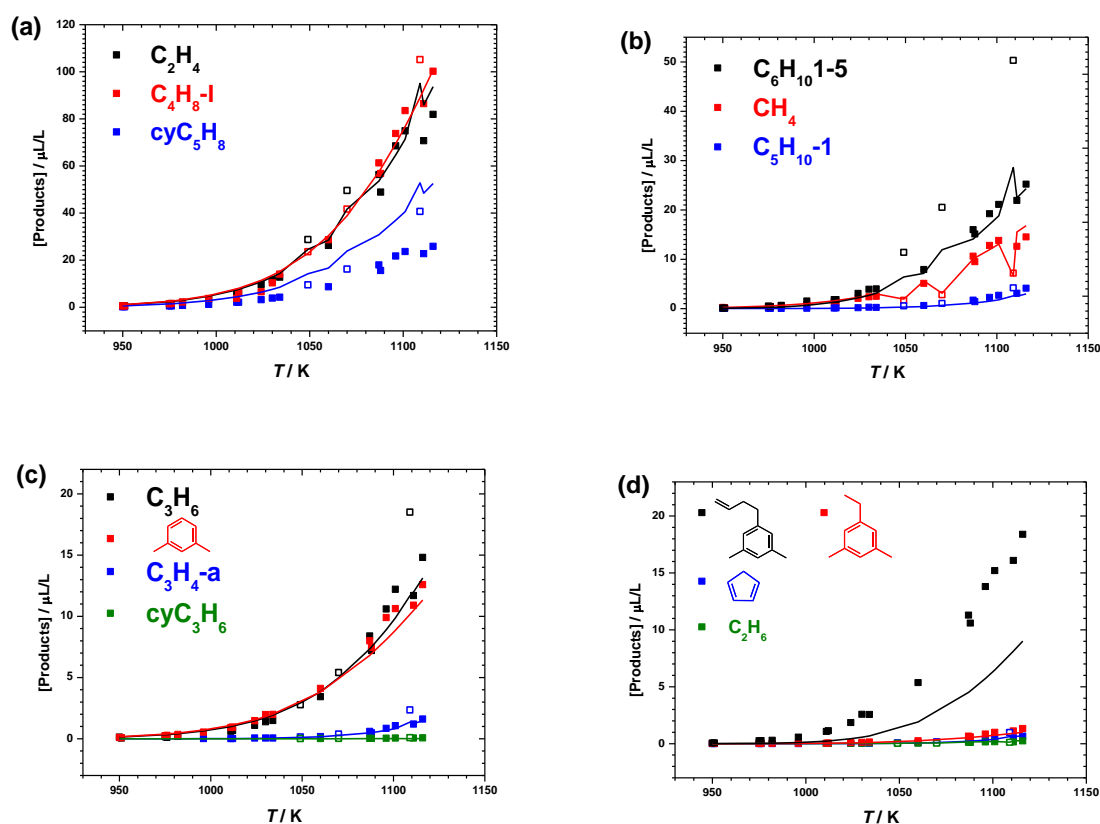 (a)
C2H4
C4H8-I
cyC5H8
[Products] / µL/L
120
100
80
60
40
20
0
950
1000
1050
1100
1150
T / K
(b)
C6H101-5
CH4
C5H10-1
[Products] / µL/L
50
40
30
20
10
0
950
1000
1050
1100
1150
T / K
(c)
C3H6
C3H4-a
cyC3H6
[Products] / µL/L
20
15
10
5
0
950
1000
1050
1100
1150
T / K
(d)
C2H6
[Products] / µL/L
20
15
10
5
0
950
1000
1050
1100
1150
T / K